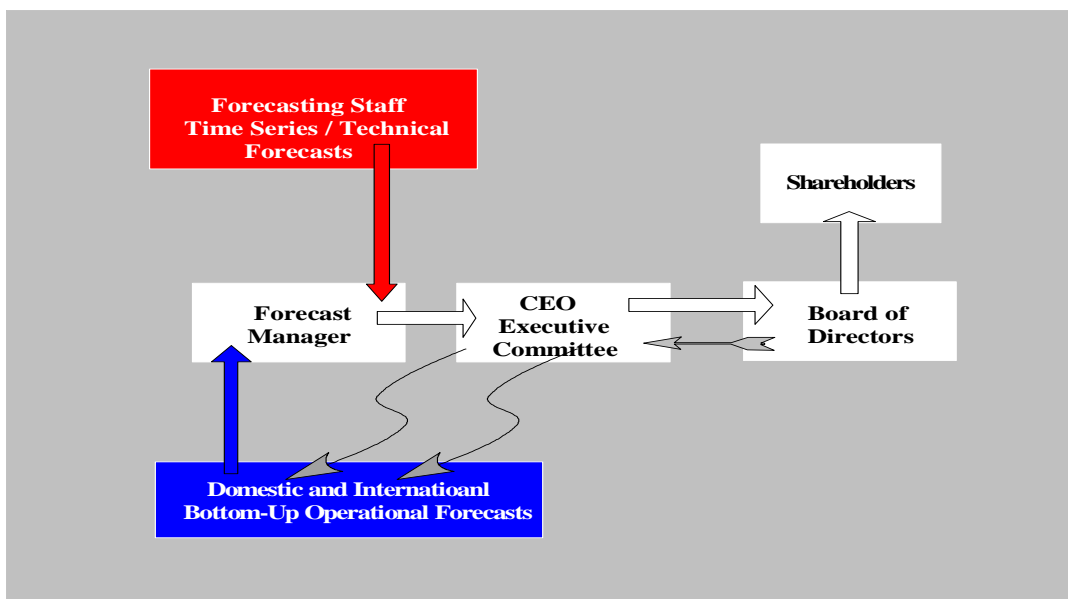 Forecasting Staff
Time Series / Technical
Forecasts
Shareholders
Forecast
Manager
CEO
Executive
Committee
Board of
Directors
Domestic and Internatioanl
Bottom-Up Operational Forecasts